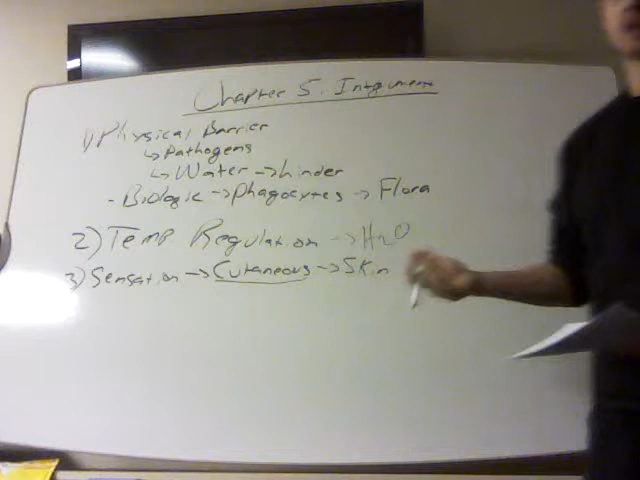 Chapter 5. Integument
1) Physical Barrier
↳ Pathogens
↳ Water → hinder
- Biologic → phagocytes → Flora
2) Temp. Regulation → H2O
3) Sensation → Cutaneous → Skin